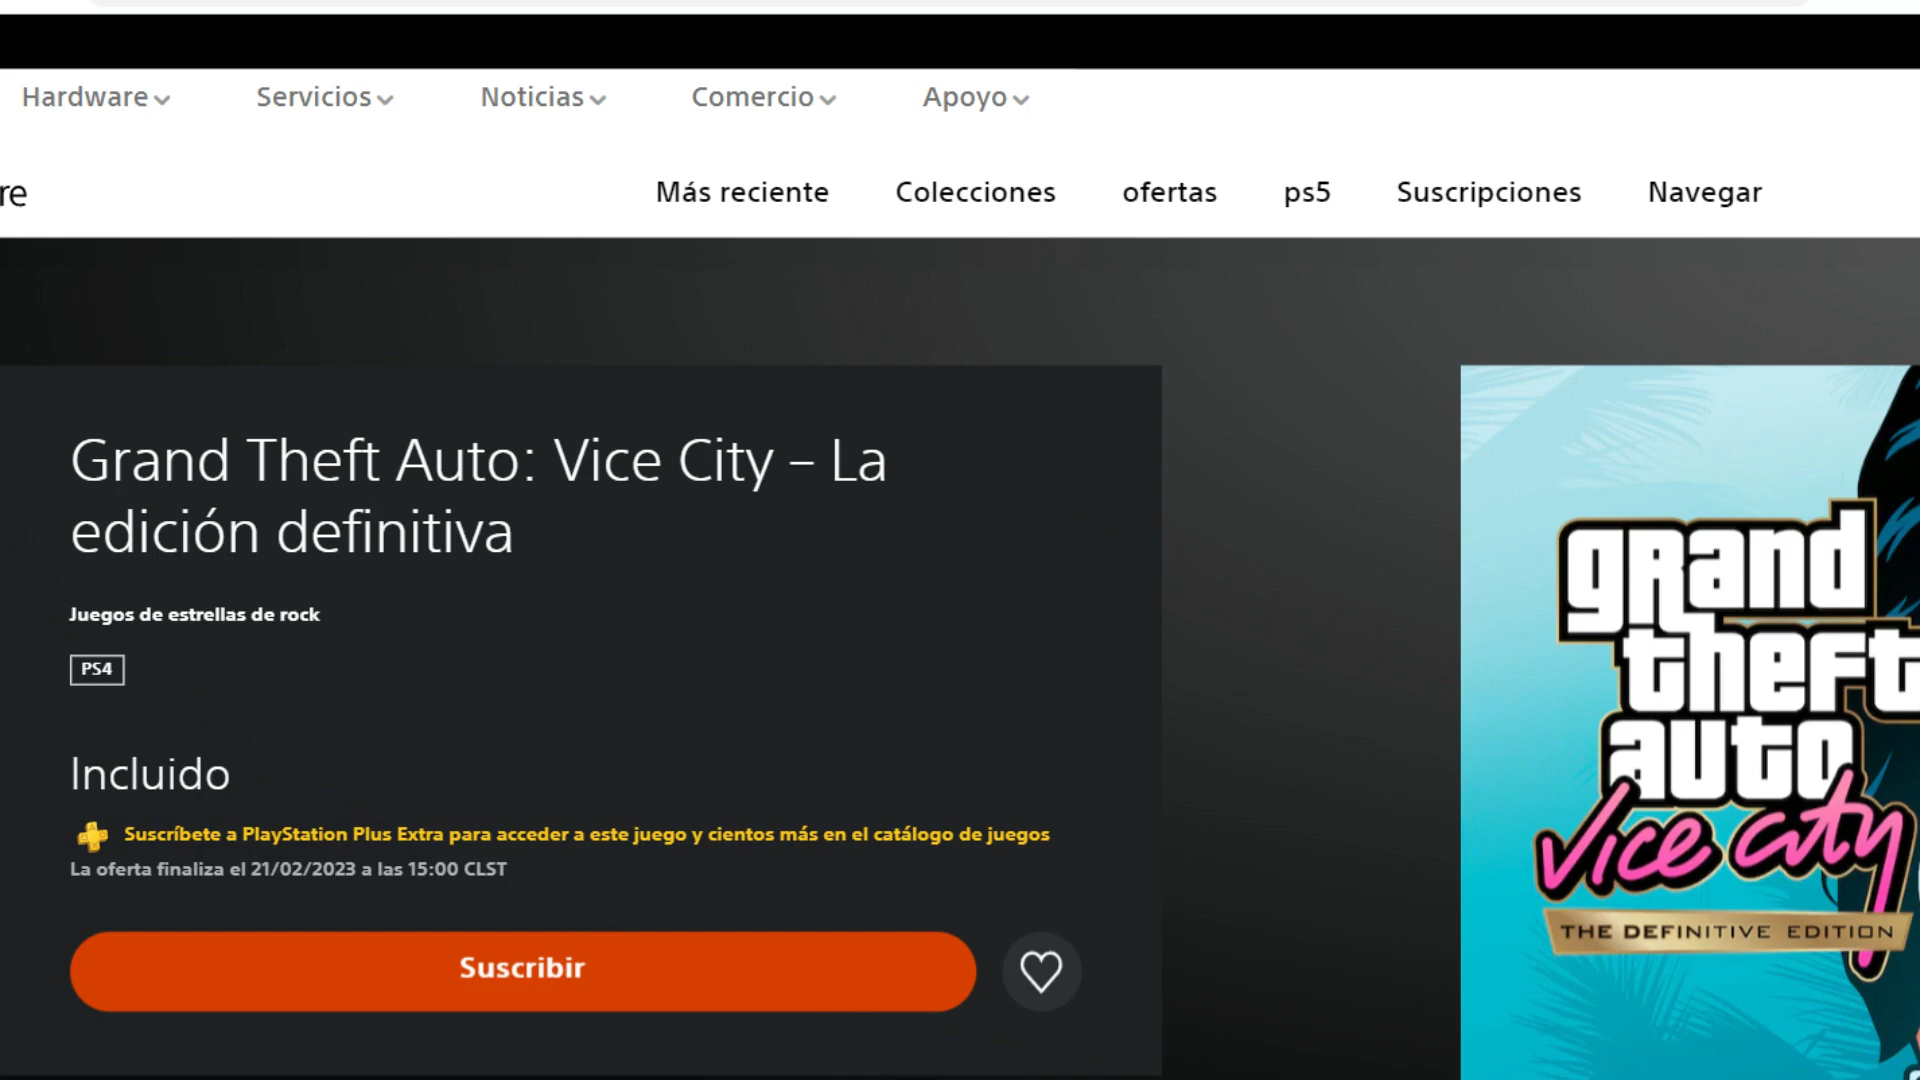 Hardware
Servicios
Noticias
Comercio
Apoyo
re
Más reciente
Colecciones
ofertas
ps5
Suscripciones
Navegar
Grand Theft Auto: Vice City – La
edición definitiva
Juegos de estrellas de rock
PS4
Incluido
Suscríbete a PlayStation Plus Extra para acceder a este juego y cientos más en el catálogo de juegos
La oferta finaliza el 21/02/2023 a las 15:00 CLST
Suscribir
grand
theft
auto
vice city
THE DEFINITIVE EDITION